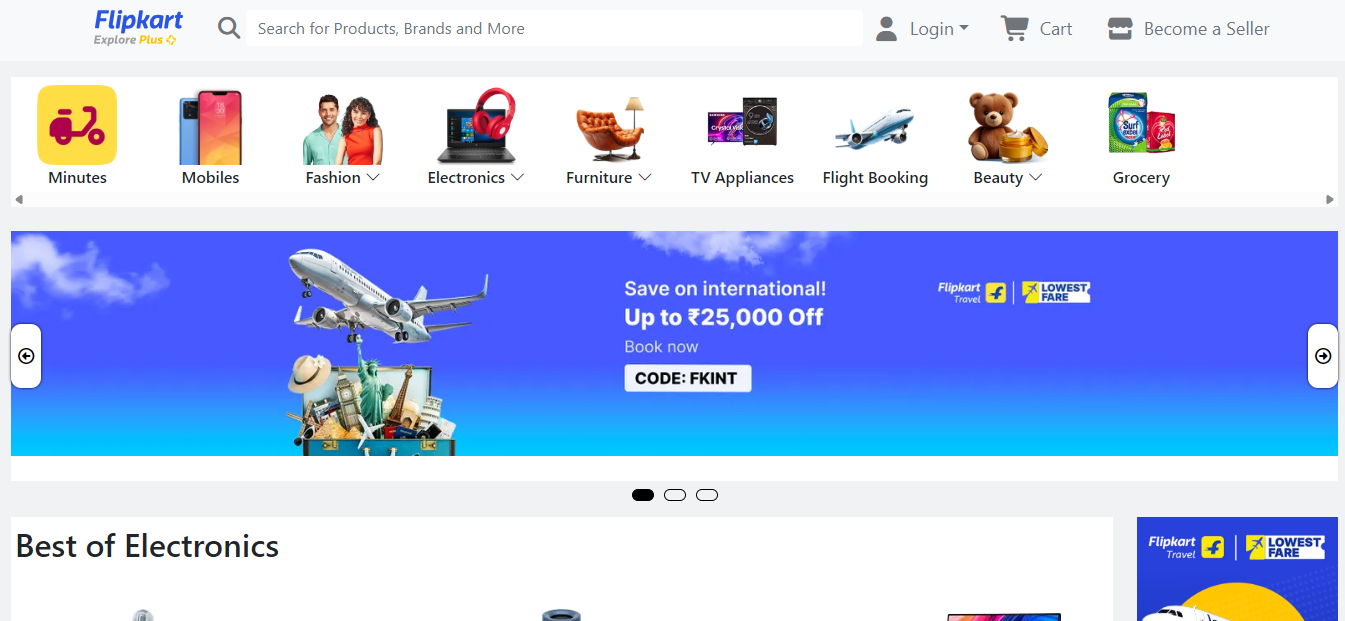 Flipkart
Explore Plus
Search for Products, Brands and More
Login
Cart
Become a Seller
Minutes
Mobiles
Fashion
Electronics
Furniture
TV Appliances
Flight Booking
Beauty
Grocery
Save on international!
Up to ₹25,000 Off
Book now
CODE: FKINT
Flipkart
Travel
LOWEST
FARE
Best of Electronics
Flipkart
Travel
LOWEST
FARE